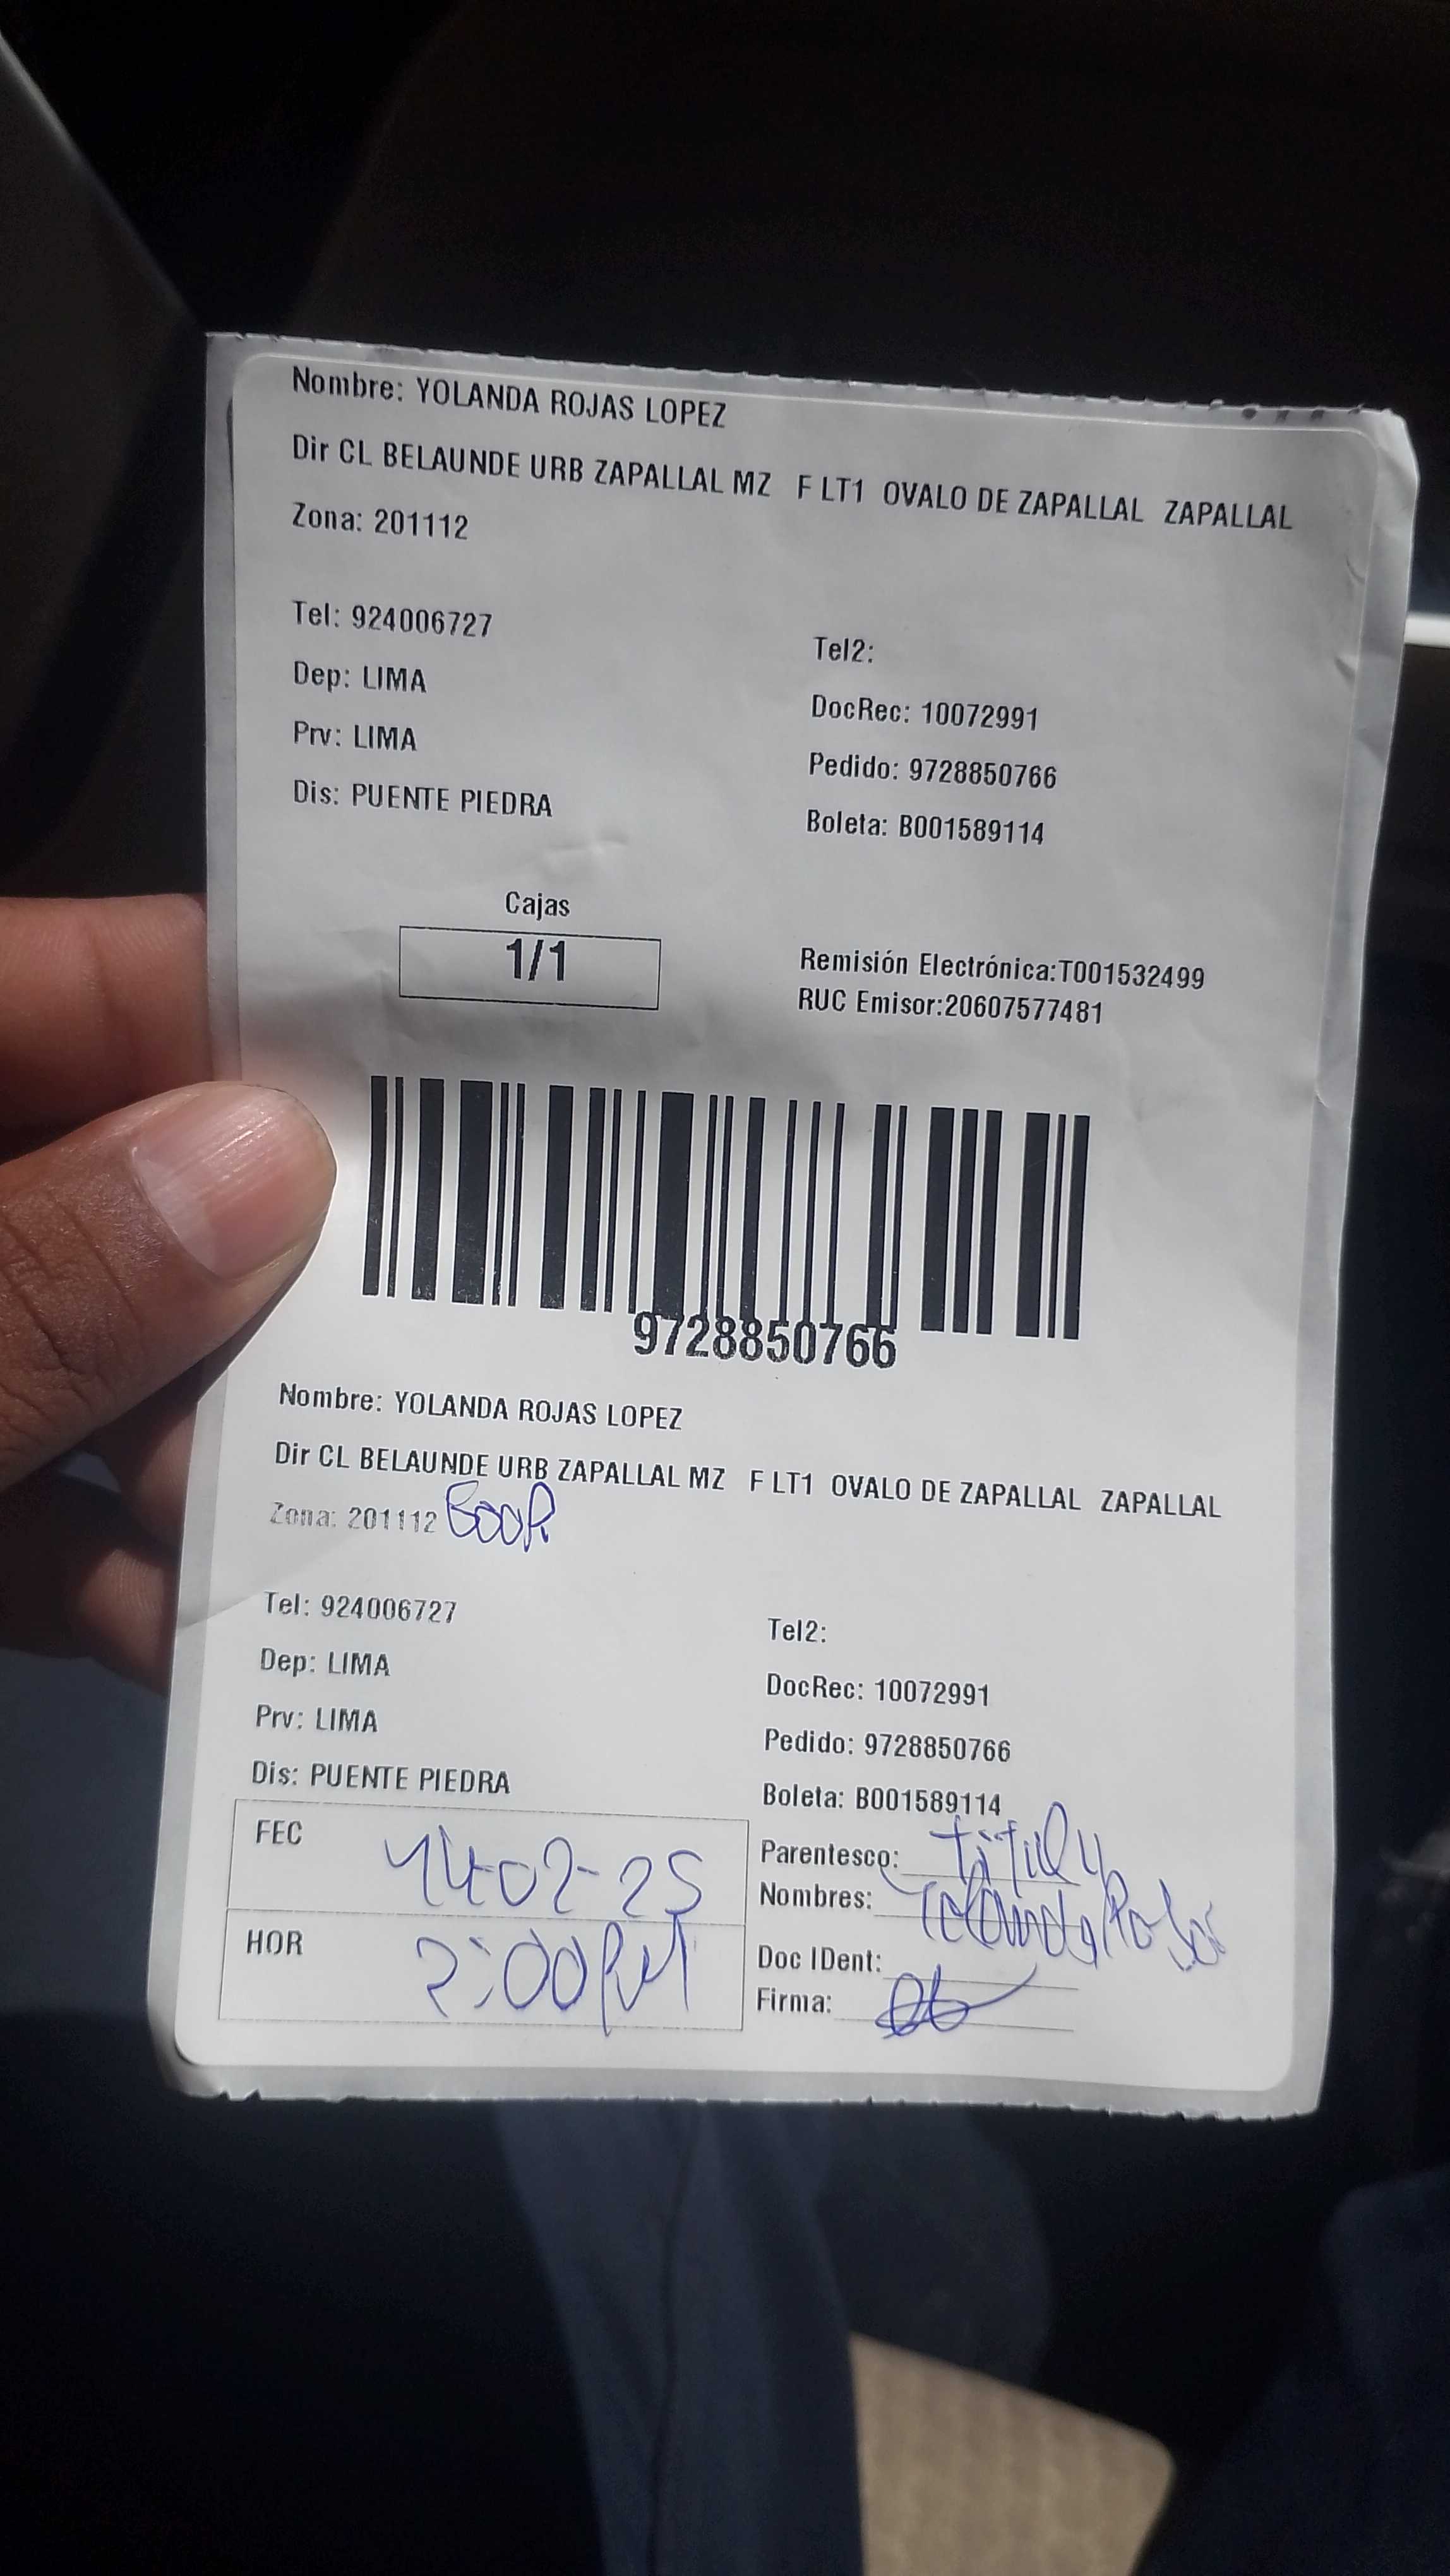 Nombre: YOLANDA ROJAS LOPEZ
Dir CL BELAUNDE URB ZAPALLAL MZ F LT1 OVALO DE ZAPALLAL ZAPALLAL
Zona: 201112
Tel: 924006727
Tel2:
Dep: LIMA
DocRec: 10072991
Prv: LIMA
Pedido: 9728850766
Dis: PUENTE PIEDRA
Boleta: B001589114
Cajas
1/1
Remisión Electrónica:T001532499
RUC Emisor:20607577481
9728850766
Nombre: YOLANDA ROJAS LOPEZ
Dir CL BELAUNDE URB ZAPALLAL MZ F LT1 OVALO DE ZAPALLAL ZAPALLAL
Zona: 201112
Tel: 924006727
Tel2:
Dep: LIMA
DocRec: 10072991
Prv: LIMA
Pedido: 9728850766
Dis: PUENTE PIEDRA
Boleta: B001589114
FEC 14-02-25
Parentesco:
Nombres:
HOR 2:00PM
Doc IDent:
Firma: